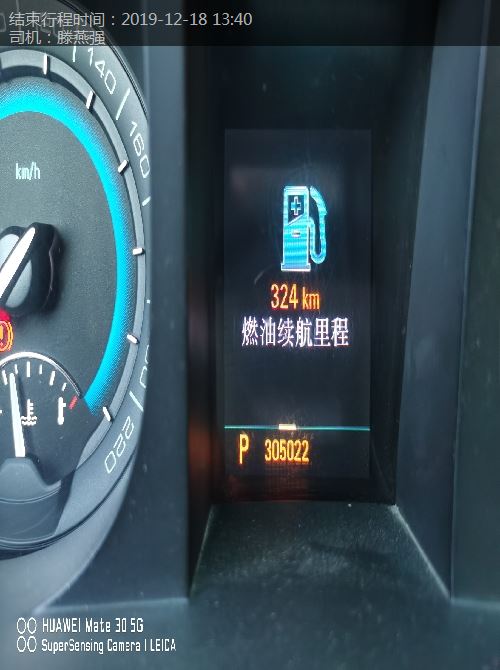 结束行程时间：2019-12-18 13:40
司机：滕燕强
140
160
km/h
324 km
燃油续航里程
220
P 305022
HUAWEI Mate 30 5G
SuperSensing Camera | LEICA